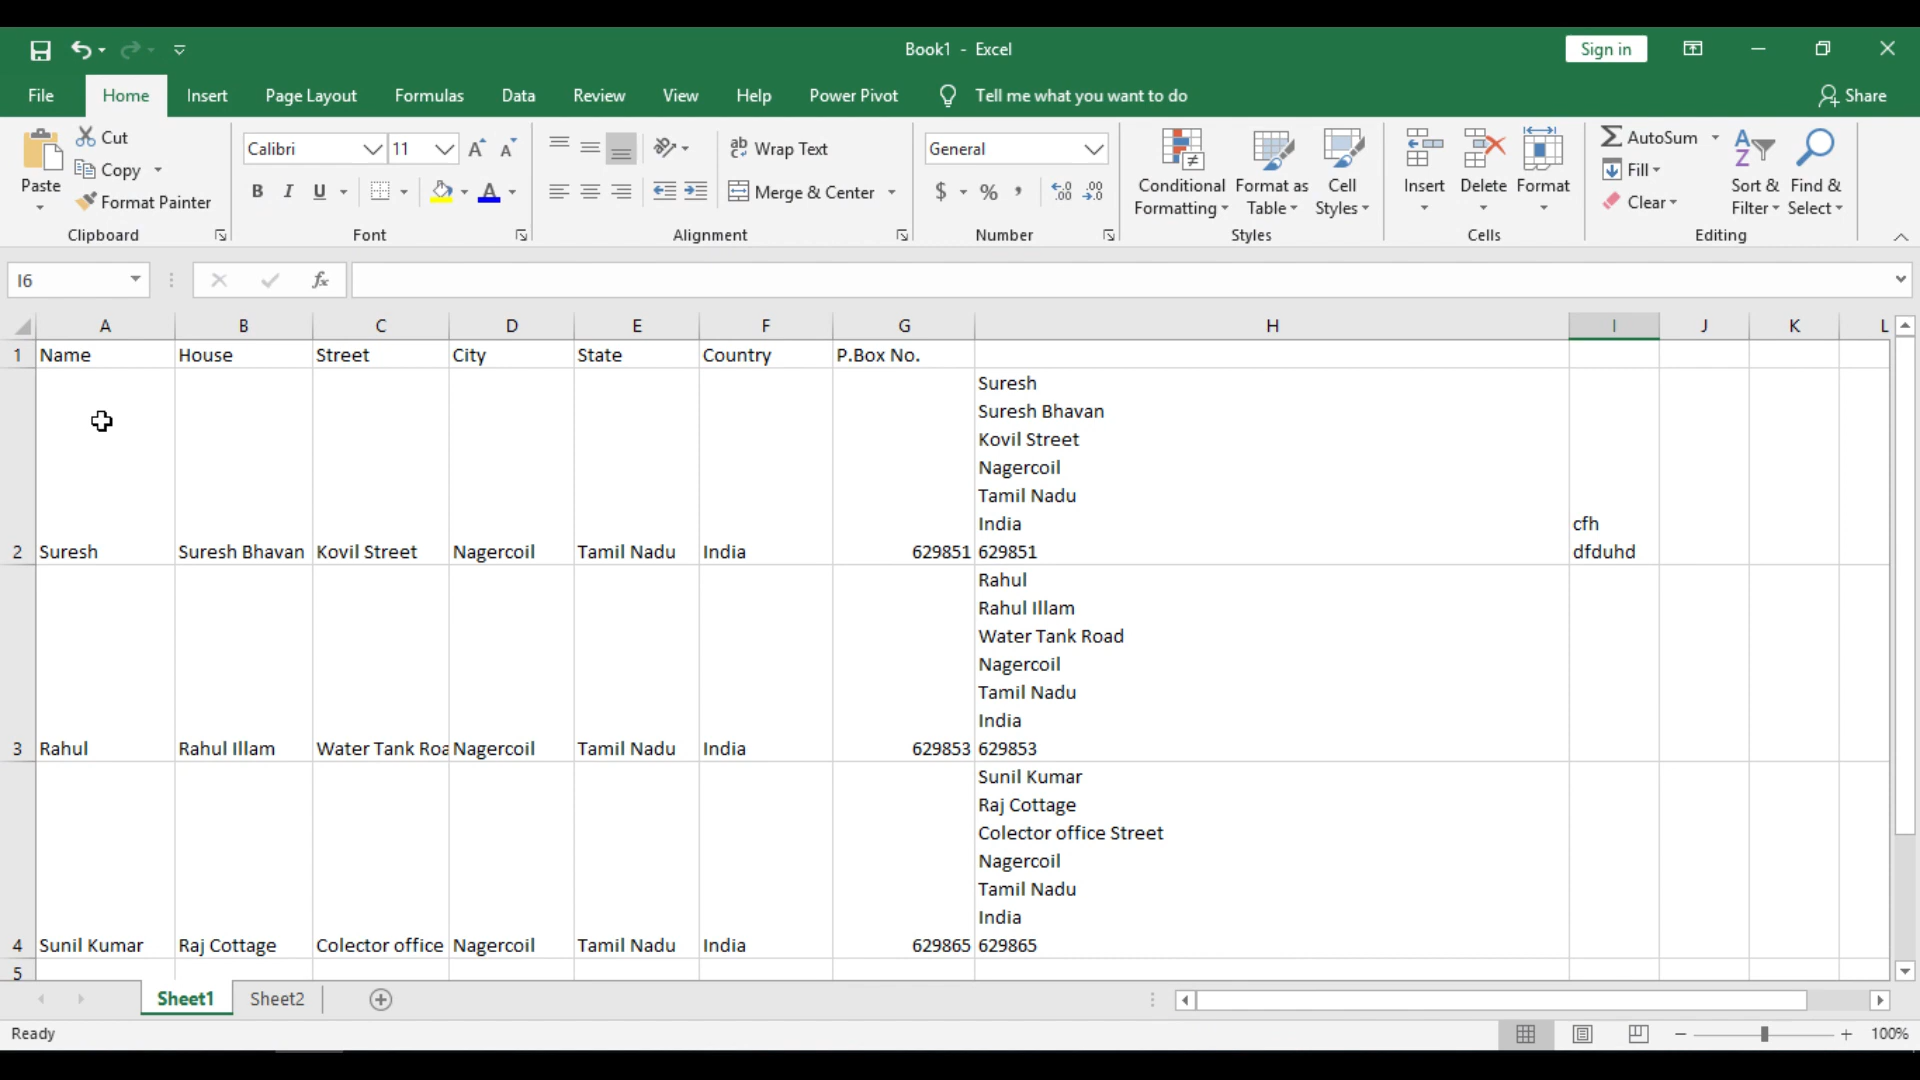 Book1 - Excel
Sign in
File Home Insert Page Layout Formulas Data Review View Help Power Pivot Tell me what you want to do Share
Paste
Cut
Copy
Format Painter
Clipboard
Calibri 11
B I U A
Font
Wrap Text
Merge & Center
Alignment
General
$ % ,
Number
Conditional Formatting
Format as Table
Cell Styles
Styles
Insert Delete Format
Cells
AutoSum
Fill
Clear
Sort & Filter
Find & Select
Editing
I6 fx
A B C D E F G H I J K L
1 Name House Street City State Country P.Box No.
Suresh
Suresh Bhavan
Kovil Street
Nagercoil
Tamil Nadu
India cfh
2 Suresh Suresh Bhavan Kovil Street Nagercoil Tamil Nadu India 629851 629851 dfduhd
Rahul
Rahul Illam
Water Tank Road
Nagercoil
Tamil Nadu
India
3 Rahul Rahul Illam Water Tank Roa Nagercoil Tamil Nadu India 629853 629853
Sunil Kumar
Raj Cottage
Colector office Street
Nagercoil
Tamil Nadu
India
4 Sunil Kumar Raj Cottage Colector office Nagercoil Tamil Nadu India 629865 629865
5
Sheet1 Sheet2
Ready 100%